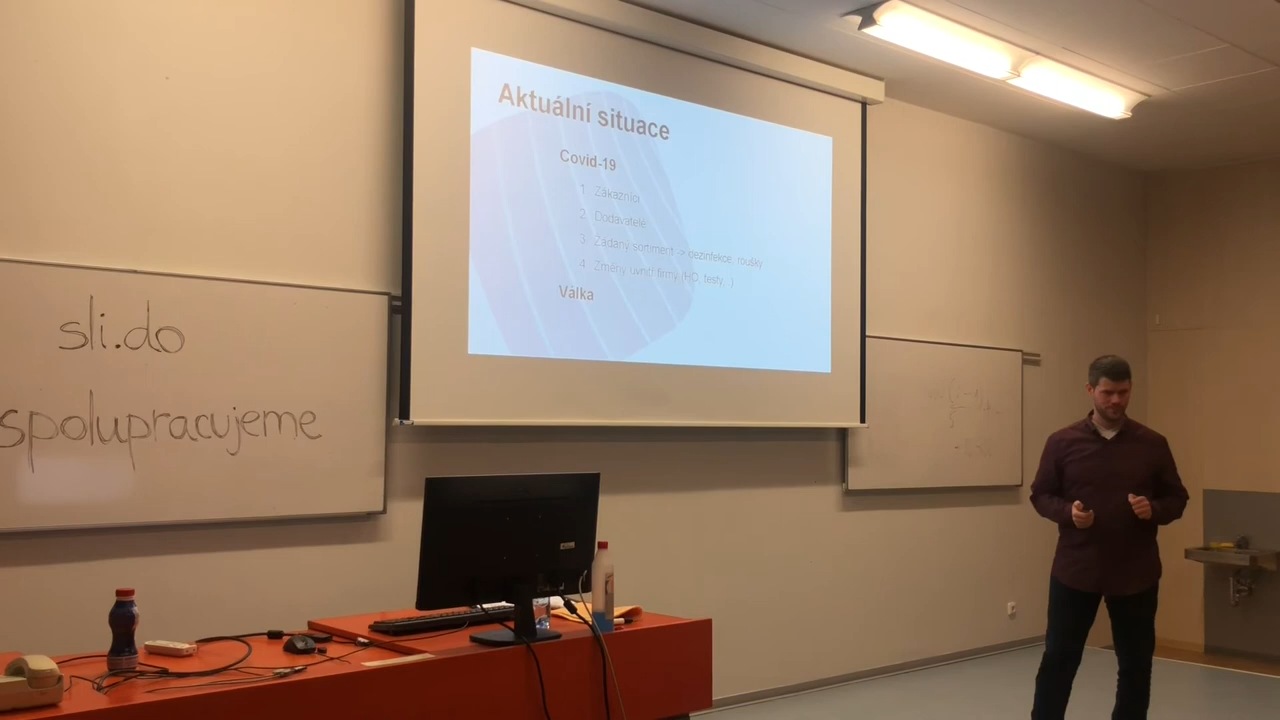 Aktuální situace
Covid-19
1. Zákazníci
2. Dodavatelé
3. Žádaný sortiment -> dezinfekce, roušky
4. Změny uvnitř firmy (HO, testy, )
Válka
sli.do
spolupracujeme